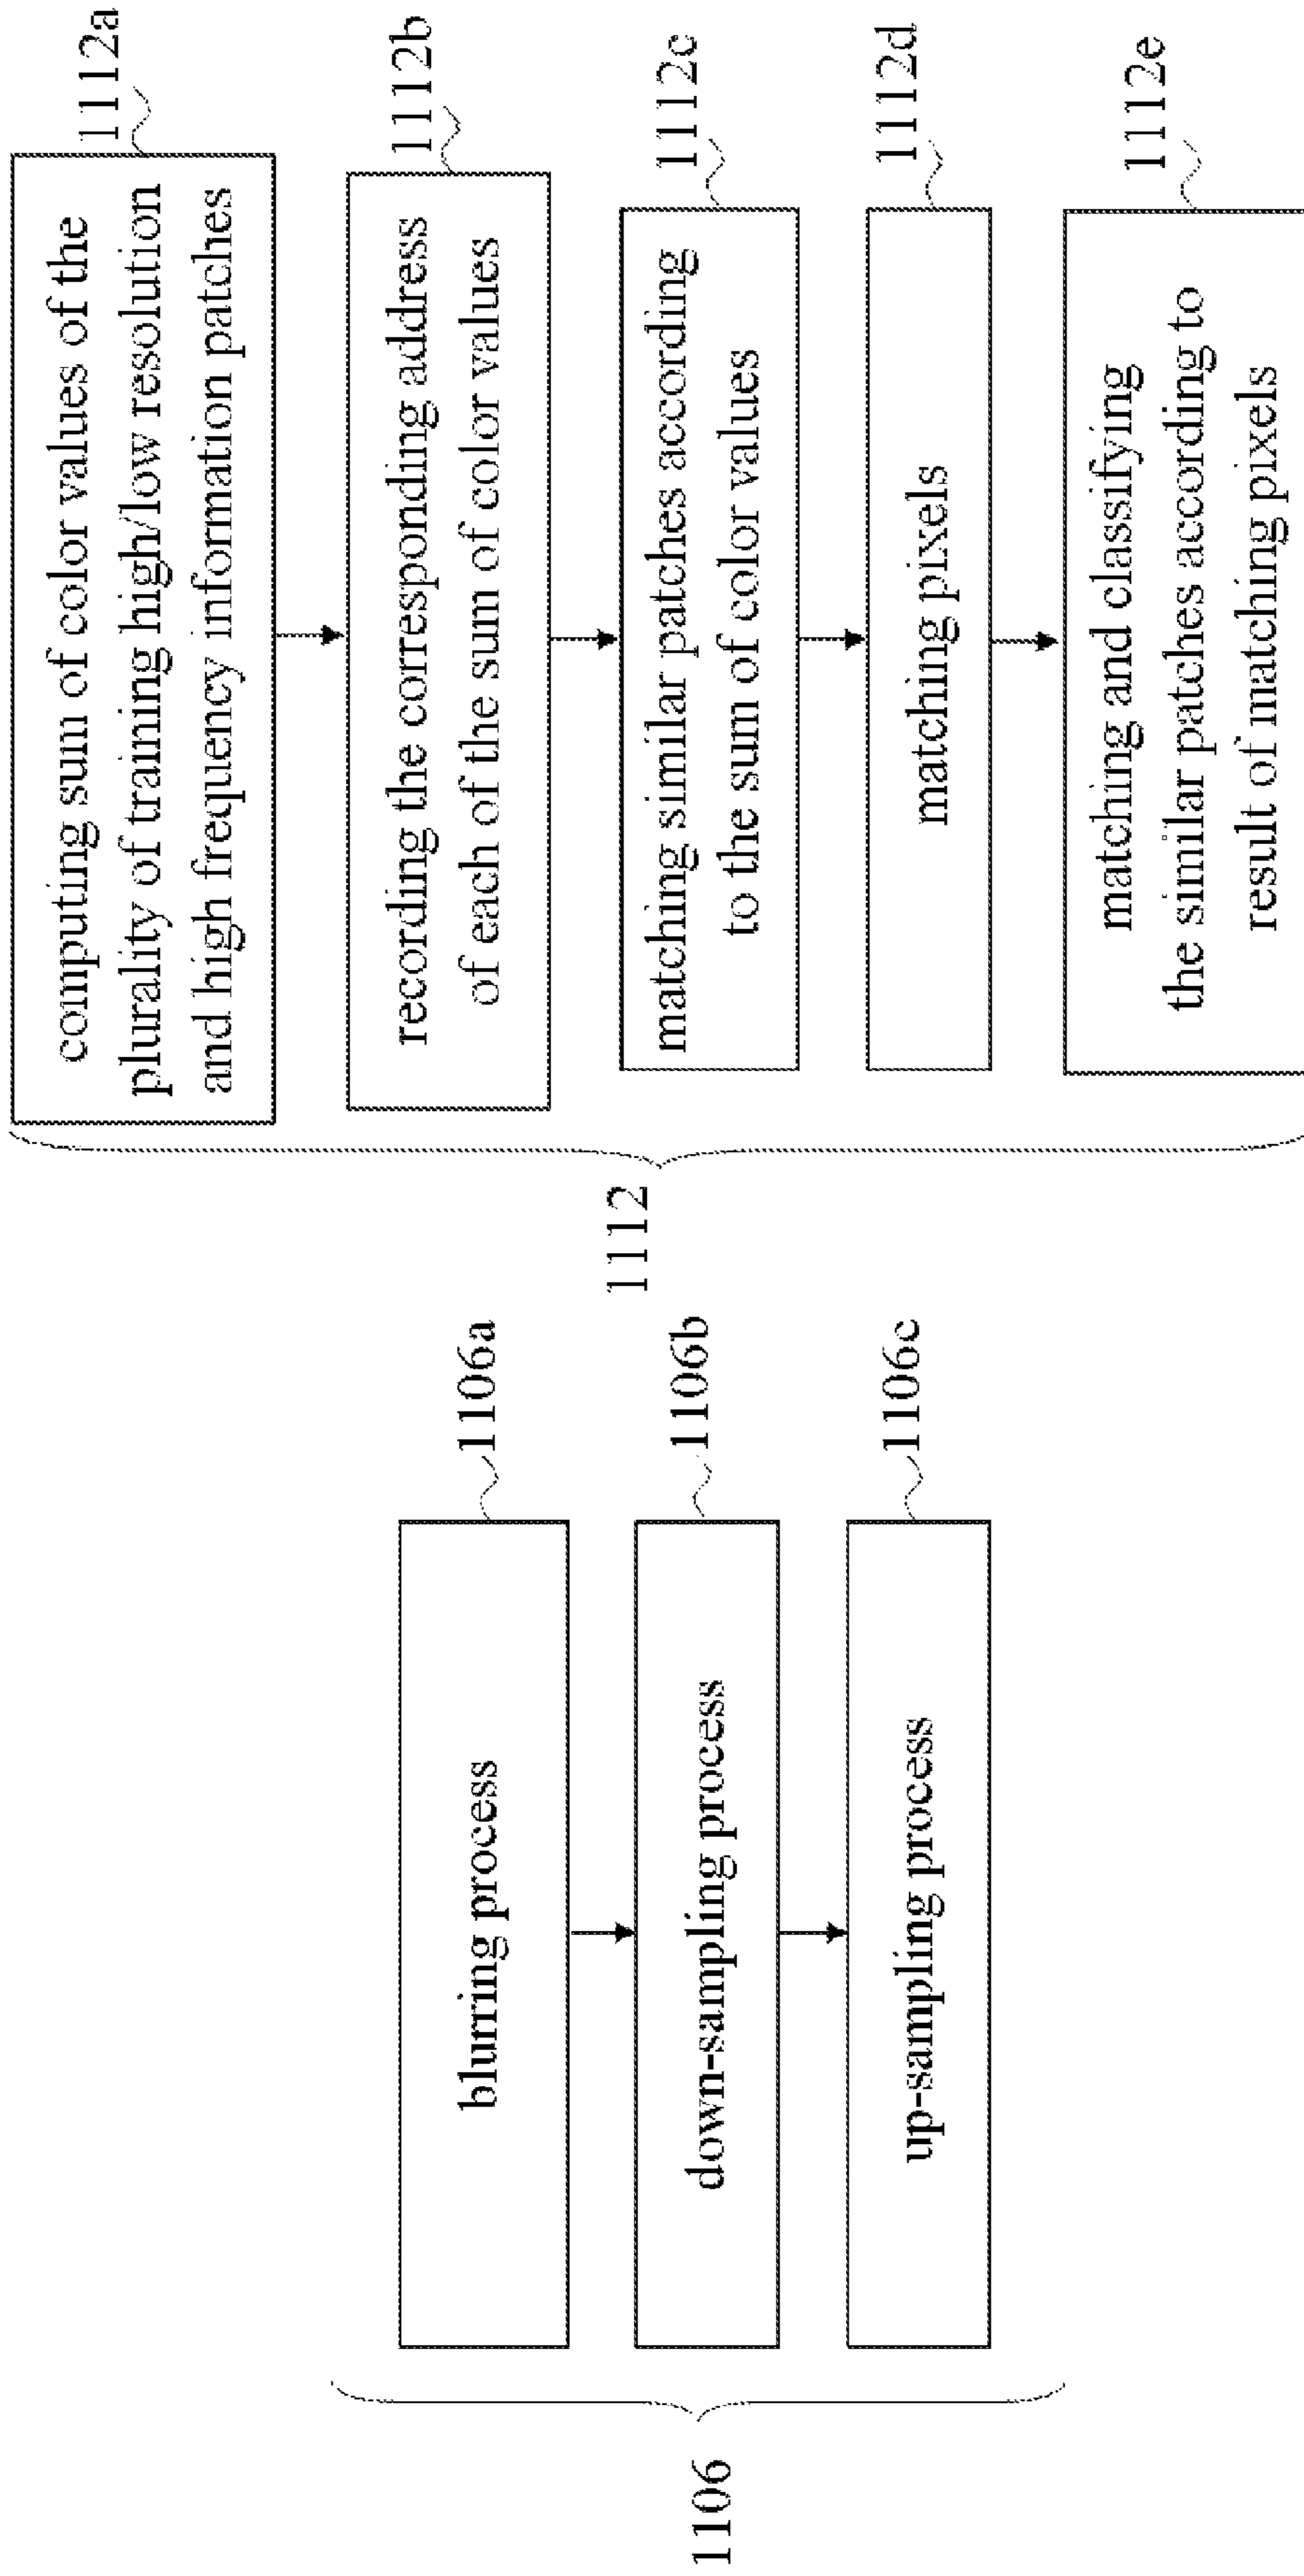 1106
blurring process
1106a
down-sampling process
1106b
up-sampling process
1106c
1112
computing sum of color values of the
plurality of training high/low resolution
and high frequency information patches
1112a
recording the corresponding address
of each of the sum of color values
1112b
matching similar patches according
to the sum of color values
1112c
matching pixels
1112d
matching and classifying
the similar patches according to
result of matching pixels
1112e